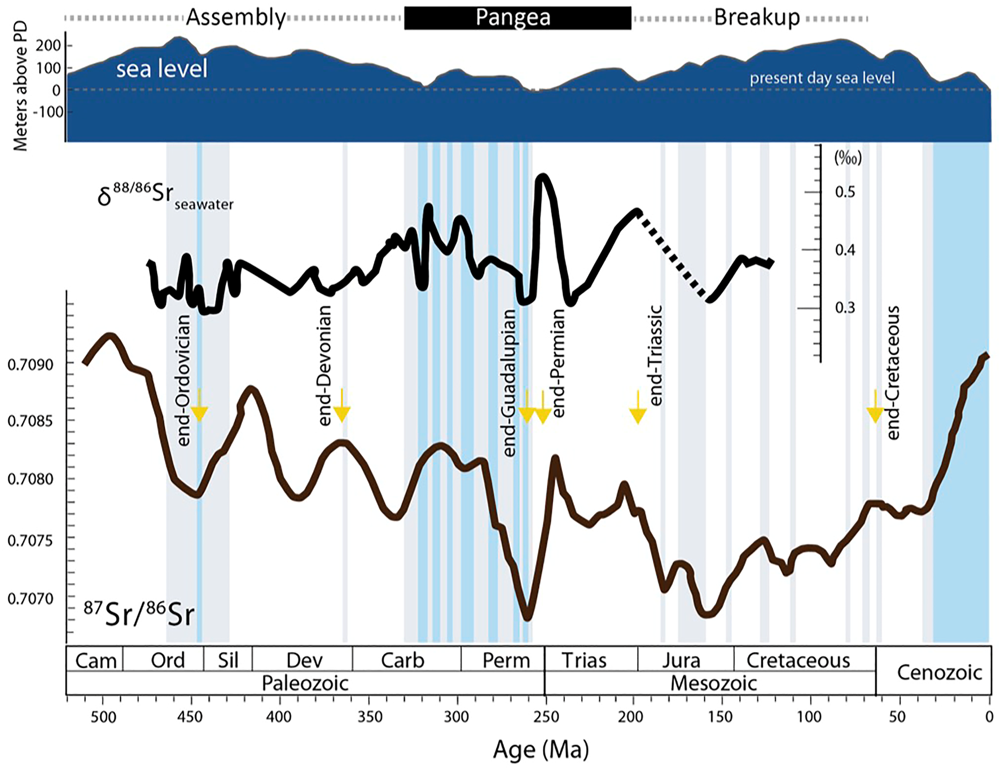 Assembly Pangea Breakup
Meters above PD
200
100
0
-100
sea level
present day sea level
(‰)
0.5
0.4
0.3
δ88/86Sr seawater
end-Ordovician
end-Devonian
end-Guadalupian
end-Permian
end-Triassic
end-Cretaceous
0.7090
0.7085
0.7080
0.7075
0.7070
87Sr/86Sr
Cam Ord Sil Dev Carb Perm Trias Jura Cretaceous
Paleozoic Mesozoic Cenozoic
500 450 400 350 300 250 200 150 100 50 0
Age (Ma)